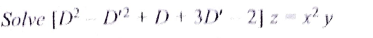 Solve [D² - D'² + D + 3D' - 2] z = x² y